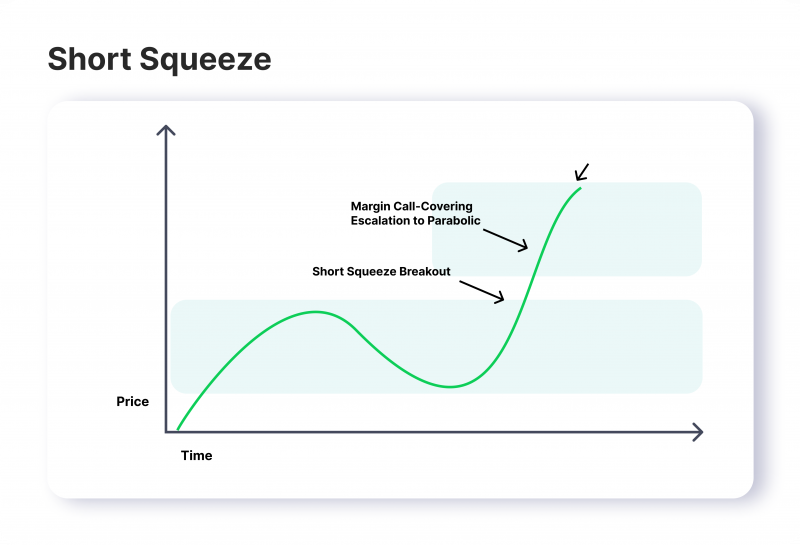 Short Squeeze
Margin Call-Covering
Escalation to Parabolic
Short Squeeze Breakout
Price
Time